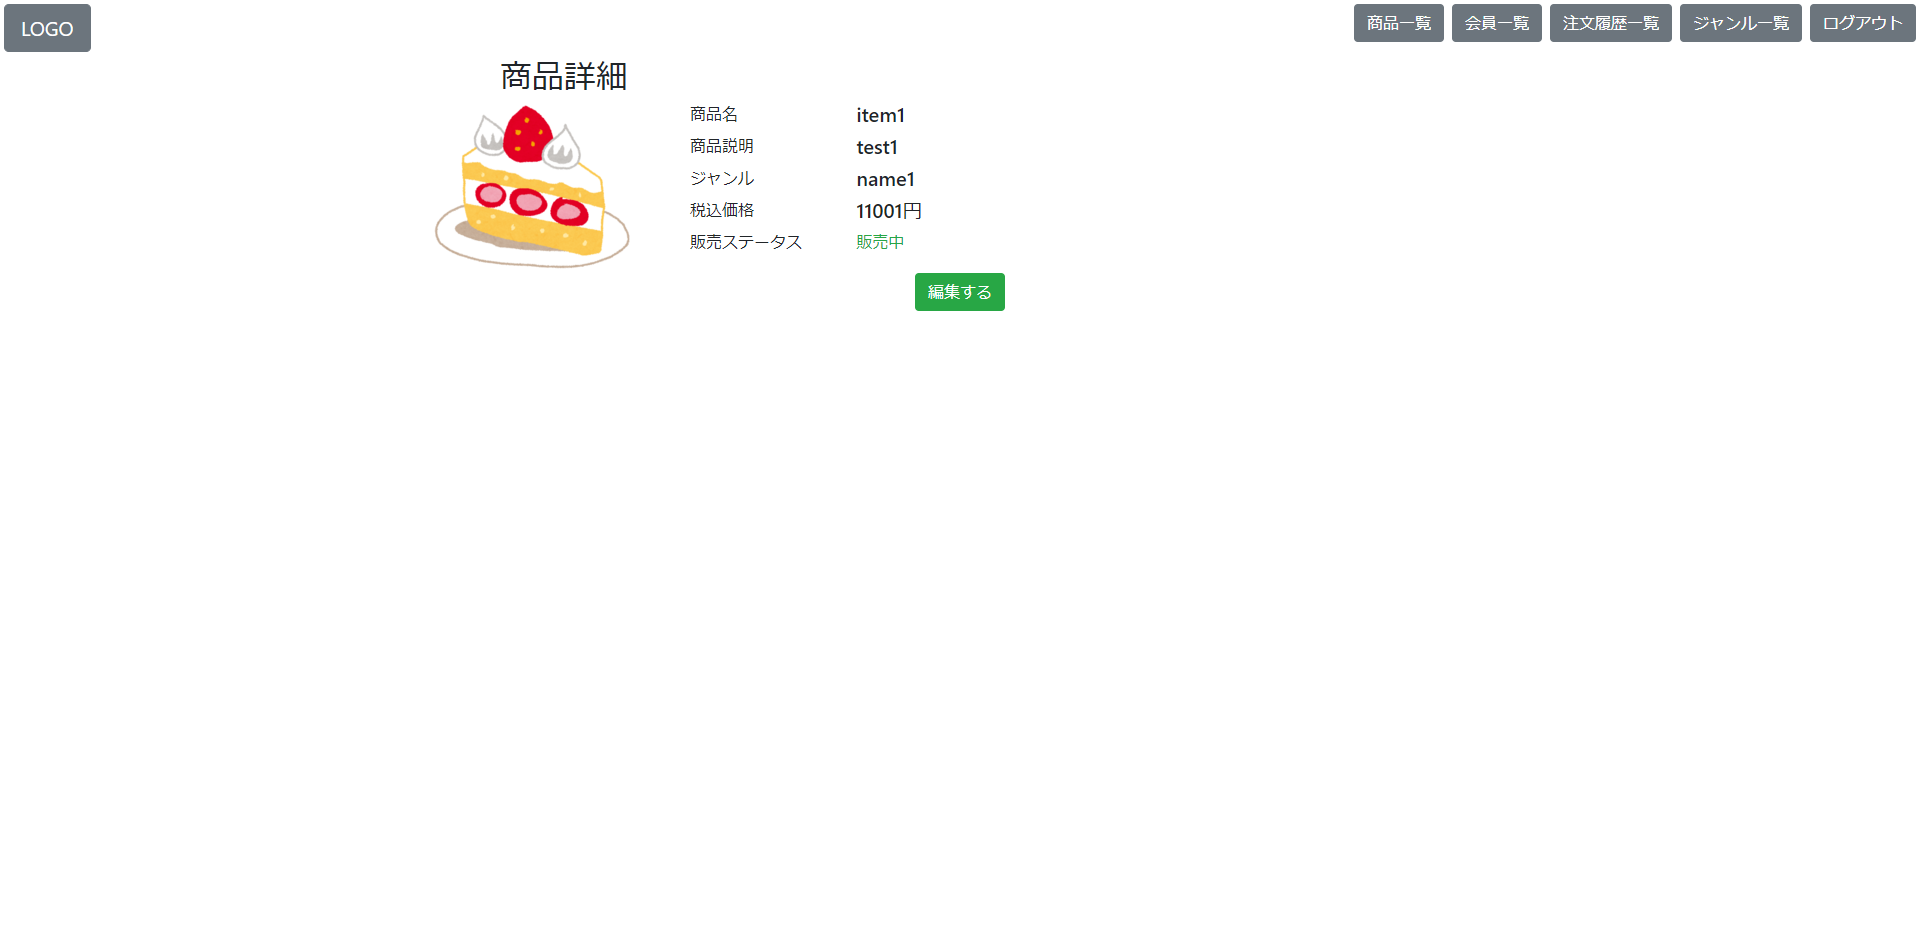 LOGO
商品一覧 会員一覧 注文履歴一覧 ジャンル一覧 ログアウト
商品詳細
商品名 item1
商品説明 test1
ジャンル name1
税込価格 11001円
販売ステータス 販売中
編集する